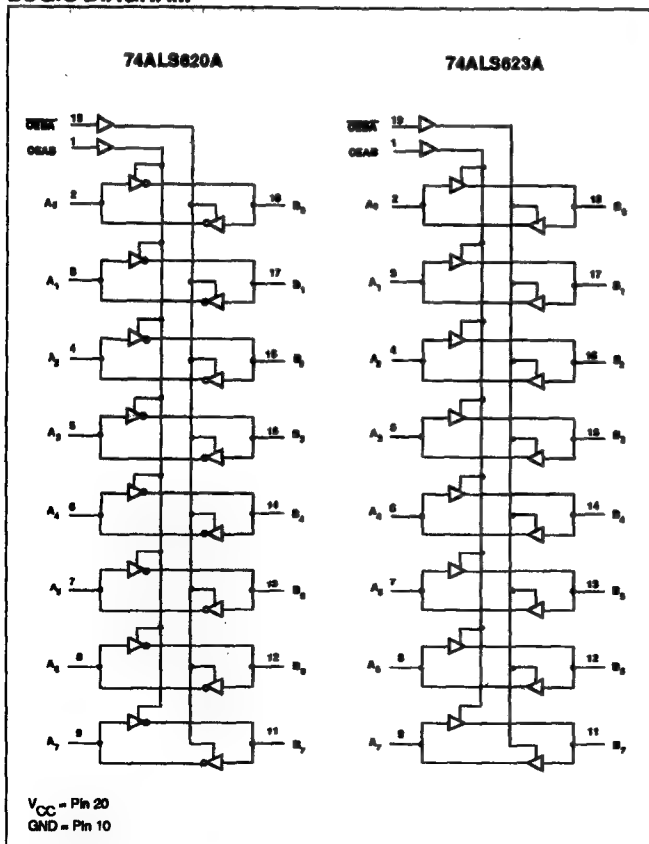 74ALS620A 74ALS623A
OEBA 19 OEBA 19
OEAB 1 OEAB 1
A0 2 18 B0 A0 2 18 B0
A1 3 17 B1 A1 3 17 B1
A2 4 16 B2 A2 4 16 B2
A3 5 15 B3 A3 5 15 B3
A4 6 14 B4 A4 6 14 B4
A5 7 13 B5 A5 7 13 B5
A6 8 12 B6 A6 8 12 B6
A7 9 11 B7 A7 9 11 B7
VCC = Pin 20
GND = Pin 10